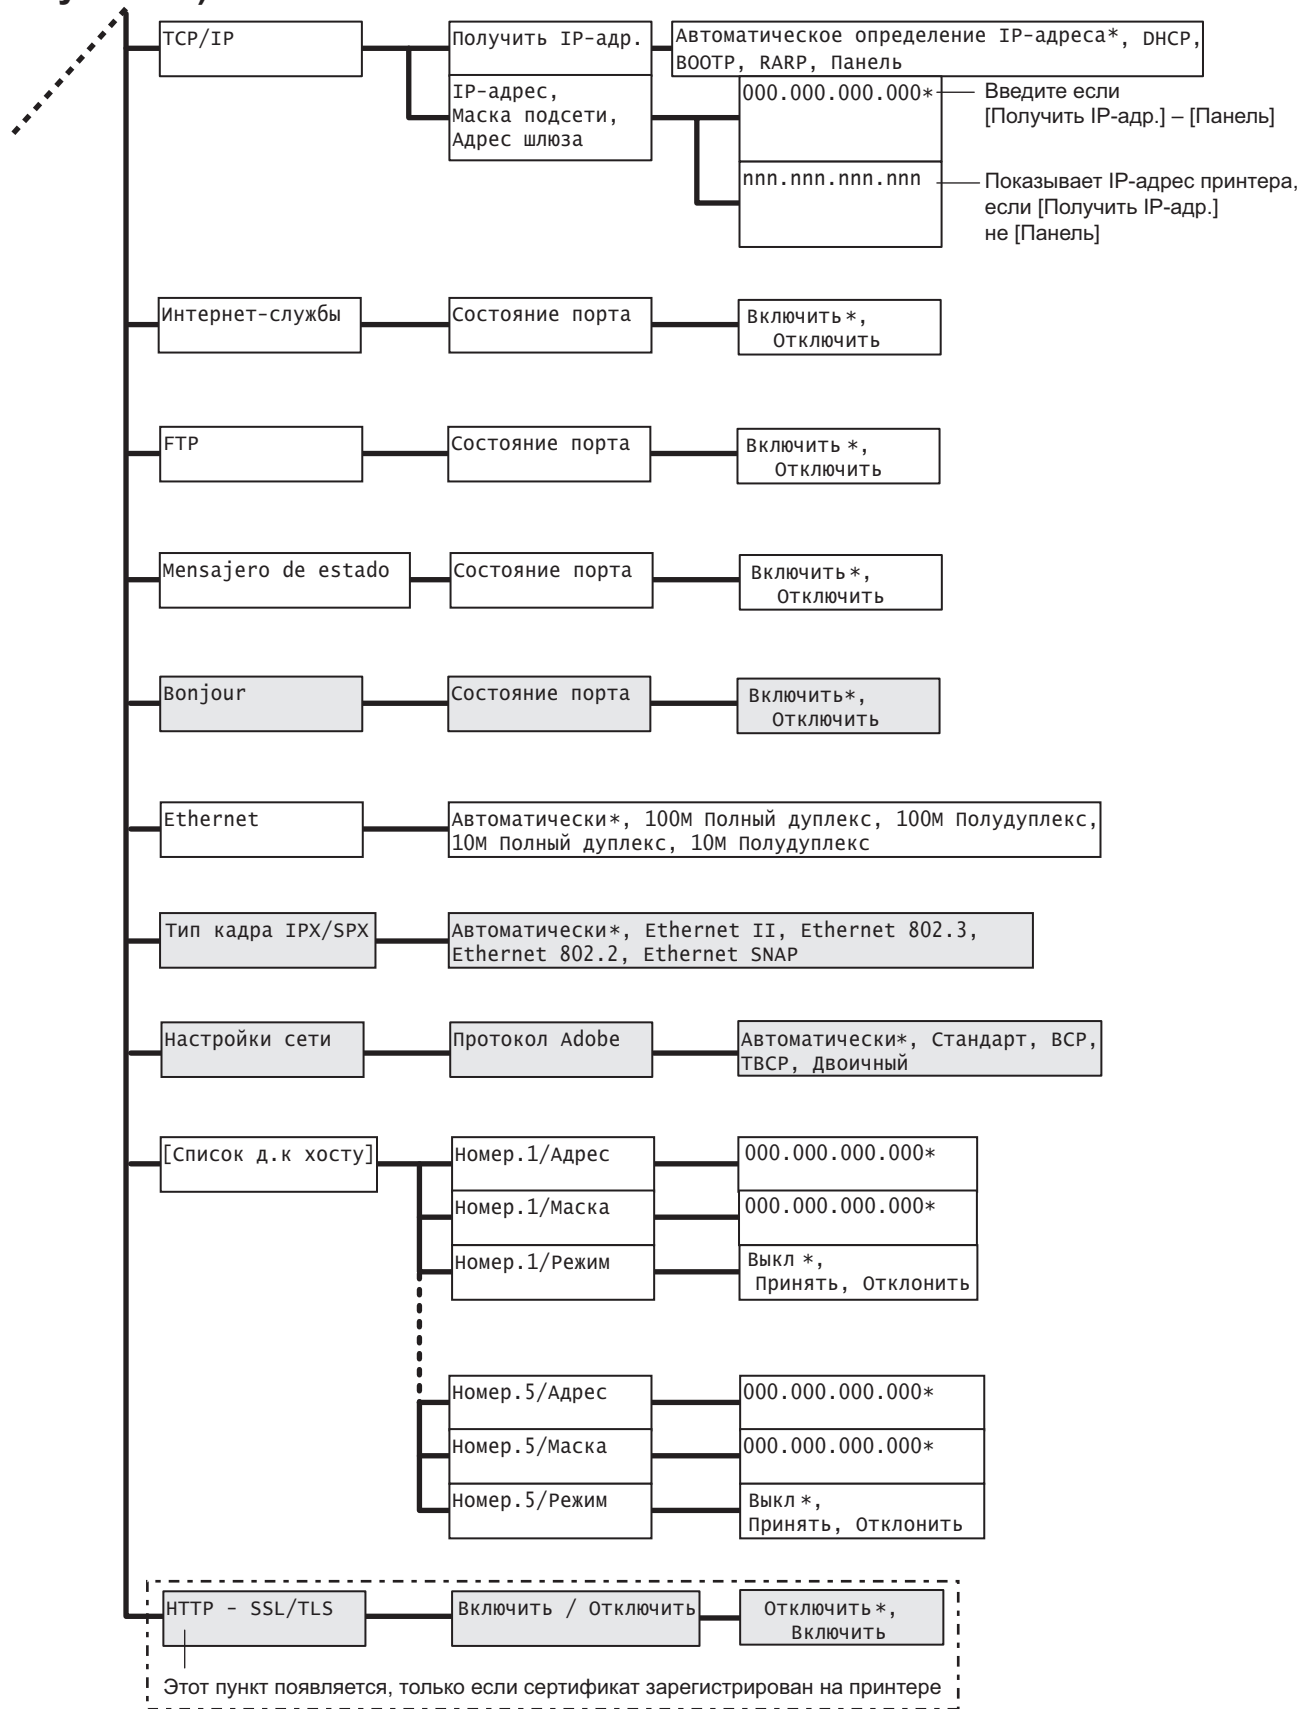 TCP/IP
Получить IP-адр.
Автоматическое определение IP-адреса*, DHCP,
BOOTP, RARP, Панель
IP-адрес,
Маска подсети,
Адрес шлюза
000.000.000.000*
Введите если
[Получить IP-адр.] – [Панель]
nnn.nnn.nnn.nnn
Показывает IP-адрес принтера,
если [Получить IP-адр.]
не [Панель]
Интернет-службы
Состояние порта
Включить*,
Отключить
FTP
Состояние порта
Включить*,
Отключить
Mensajero de estado
Состояние порта
Включить*,
Отключить
Bonjour
Состояние порта
Включить*,
Отключить
Ethernet
Автоматически*, 100М Полный дуплекс, 100М Полудуплекс,
10М Полный дуплекс, 10М Полудуплекс
Тип кадра IPX/SPX
Автоматически*, Ethernet II, Ethernet 802.3,
Ethernet 802.2, Ethernet SNAP
Настройки сети
Протокол Adobe
Автоматически*, Стандарт, BCP,
TBCP, Двоичный
[Список д.к хосту]
Номер.1/Адрес
000.000.000.000*
Номер.1/Маска
000.000.000.000*
Номер.1/Режим
Выкл *,
Принять, Отклонить
Номер.5/Адрес
000.000.000.000*
Номер.5/Маска
000.000.000.000*
Номер.5/Режим
Выкл *,
Принять, Отклонить
HTTP - SSL/TLS
Включить / Отключить
Отключить*,
Включить
Этот пункт появляется, только если сертификат зарегистрирован на принтере